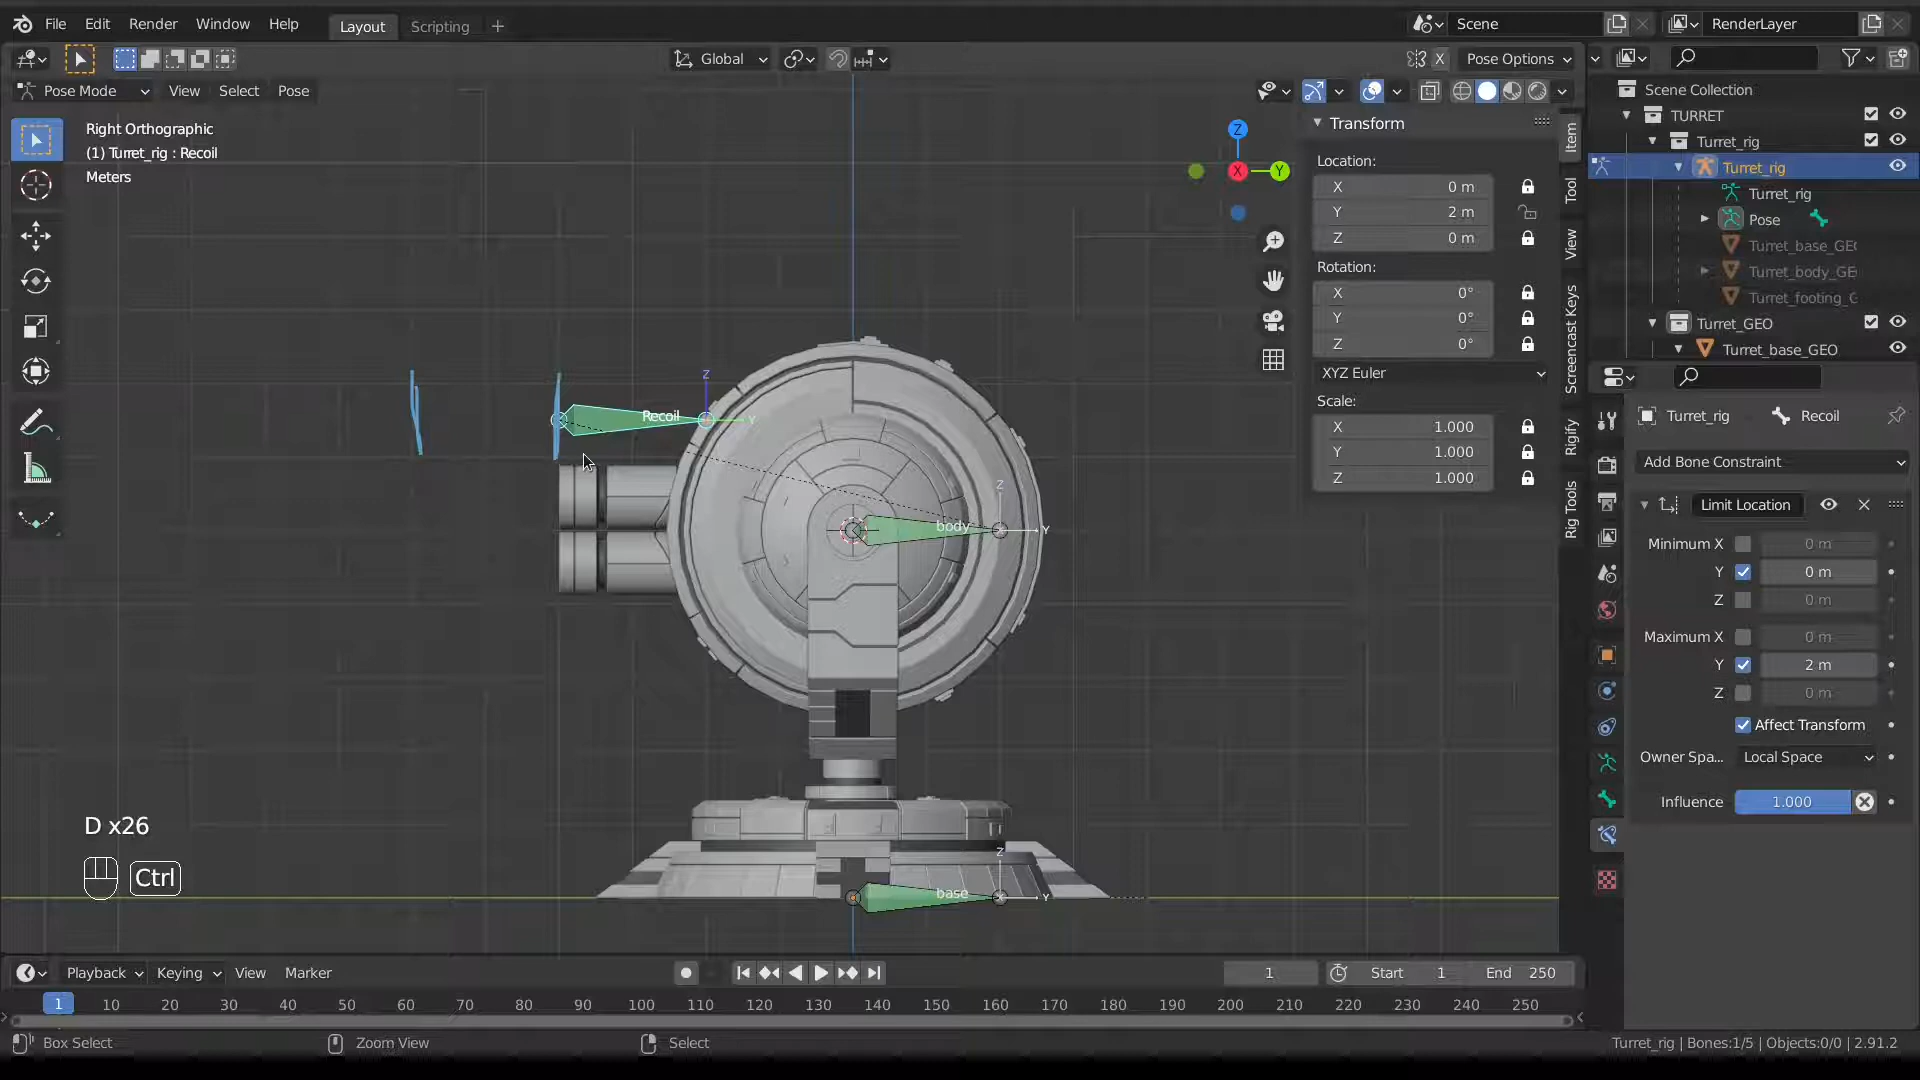 File Edit Render Window Help Layout Scripting + Scene RenderLayer
Global X Pose Options
Pose Mode View Select Pose
Right Orthographic
(1) Turret_rig : Recoil
Meters
Z
X
Y
Transform
Location:
X 0 m
Y 2 m
Z 0 m
Rotation:
X 0°
Y 0°
Z 0°
XYZ Euler
Scale:
X 1.000
Y 1.000
Z 1.000
Item
Tool
View
Screencast Keys
Rigify
Rig Tools
Scene Collection
TURRET
Turret_rig
Turret_rig
Turret_rig
Pose
Turret_base_GE
Turret_body_GE
Turret_footing_
Turret_GEO
Turret_base_GEO
Turret_rig Recoil
Add Bone Constraint
Limit Location
Minimum X 0 m
Y 0 m
Z 0 m
Maximum X 0 m
Y 2 m
Z 0 m
Affect Transform
Owner Spa... Local Space
Influence 1.000
Z
Recoil
Y
Z
body
Y
Z
base
Y
D x26
Ctrl
Playback Keying View Marker 1 Start 1 End 250
1 10 20 30 40 50 60 70 80 90 100 110 120 130 140 150 160 170 180 190 200 210 220 230 240 250
Box Select Zoom View Select Turret_rig | Bones:1/5 | Objects:0/0 | 2.91.2